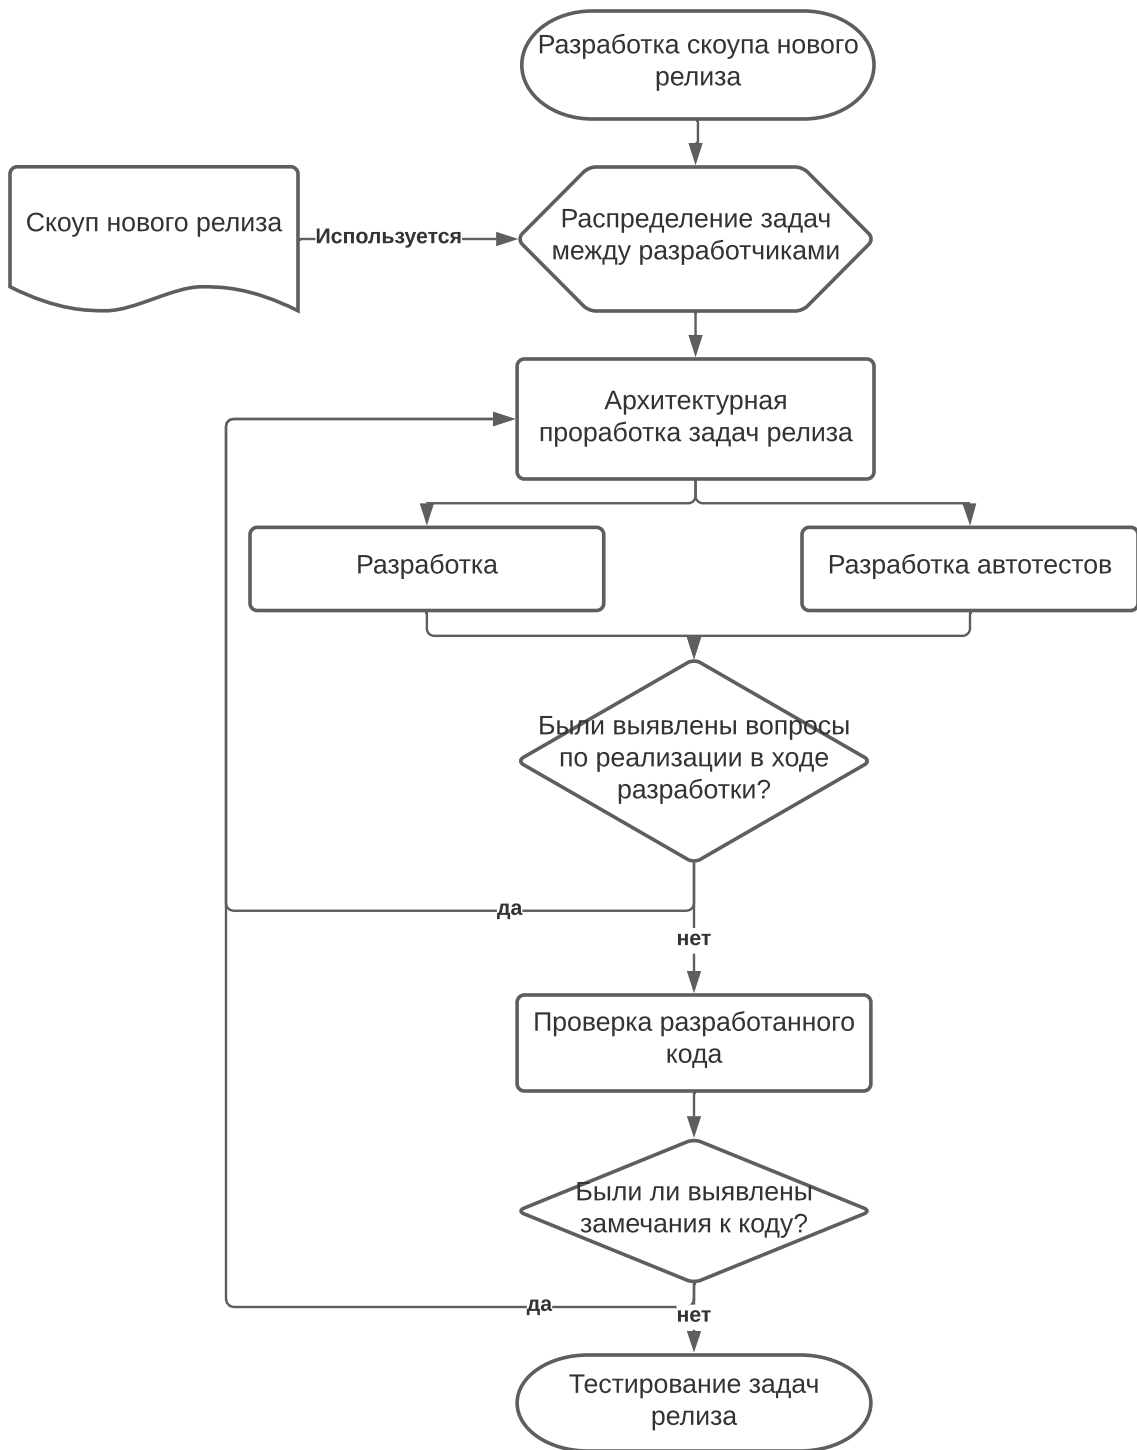 Разработка скоупа нового
релиза
Скоуп нового релиза
Используется
Распределение задач
между разработчиками
Архитектурная
проработка задач релиза
Разработка
Разработка автотестов
Были выявлены вопросы
по реализации в ходе
разработки?
да
нет
Проверка разработанного
кода
Были ли выявлены
замечания к коду?
да
нет
Тестирование задач
релиза